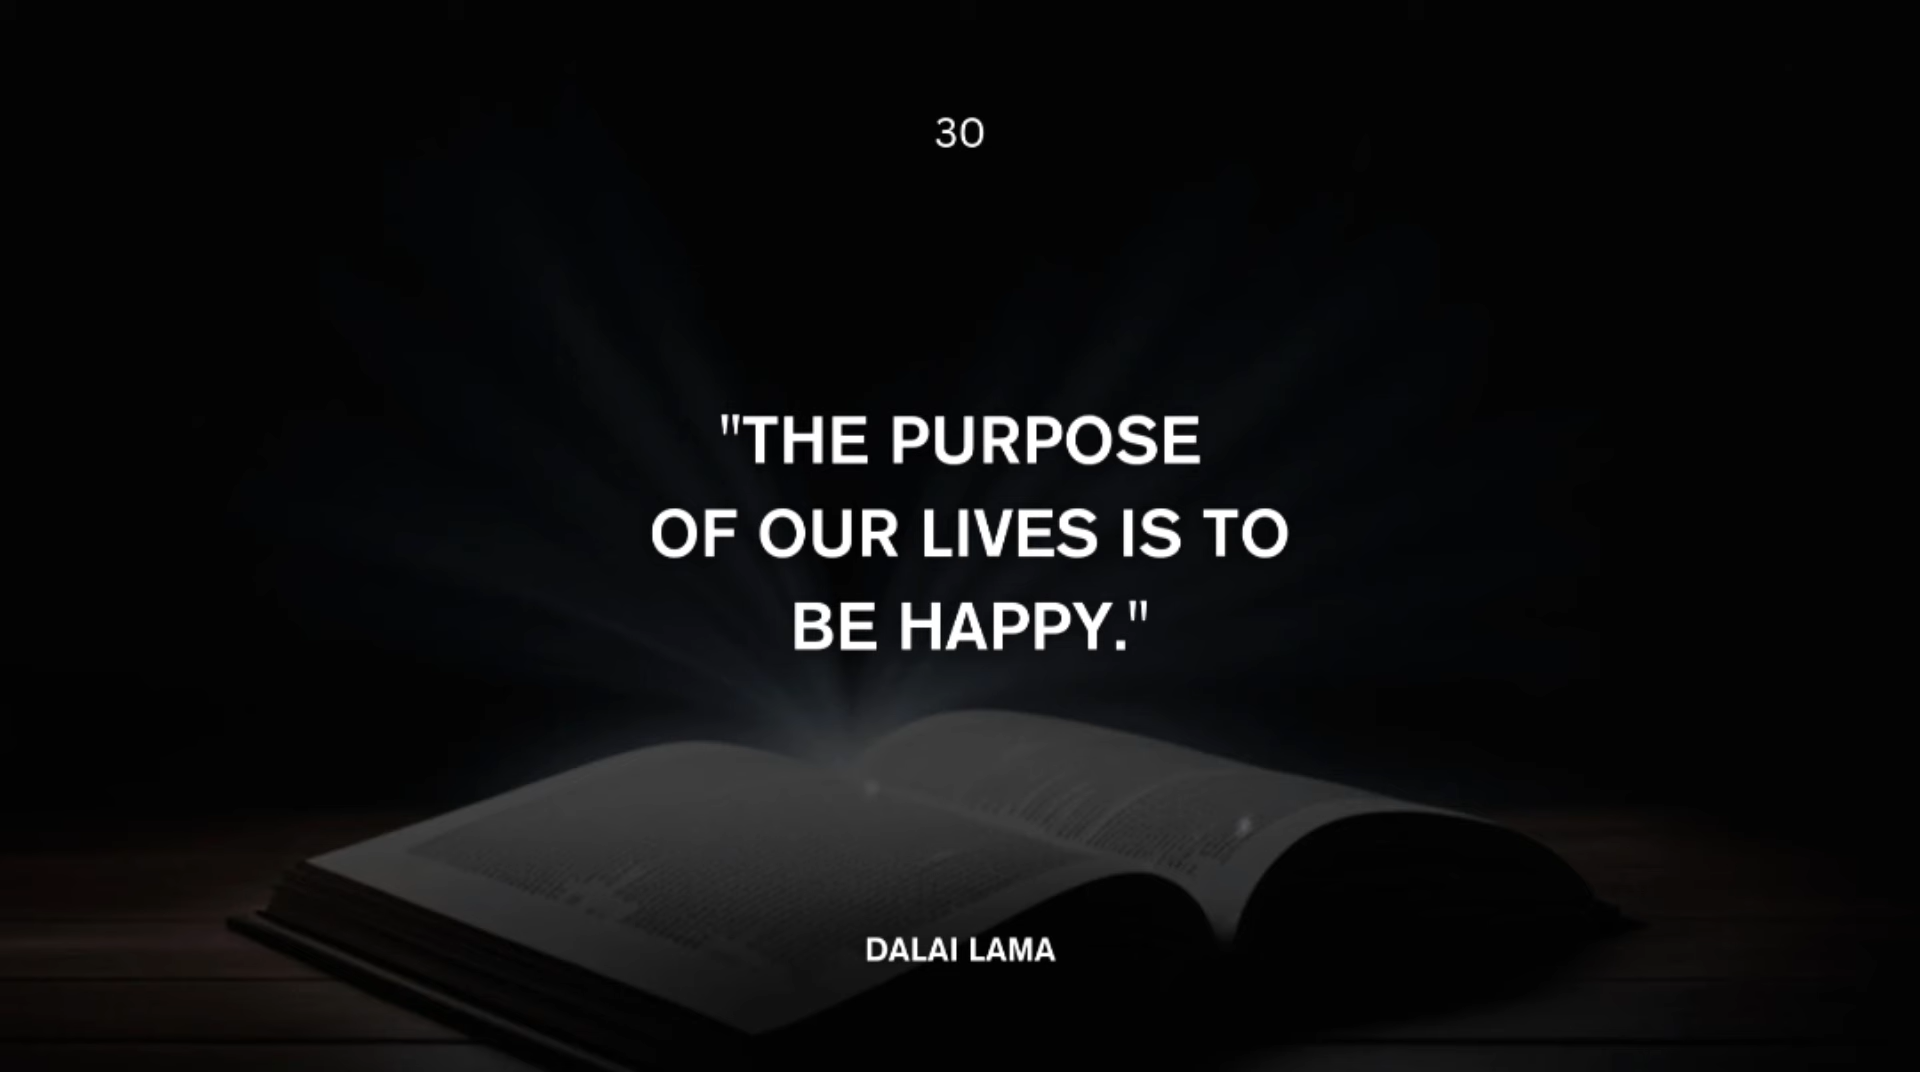 30
"THE PURPOSE
OF OUR LIVES IS TO
BE HAPPY."
DALAI LAMA